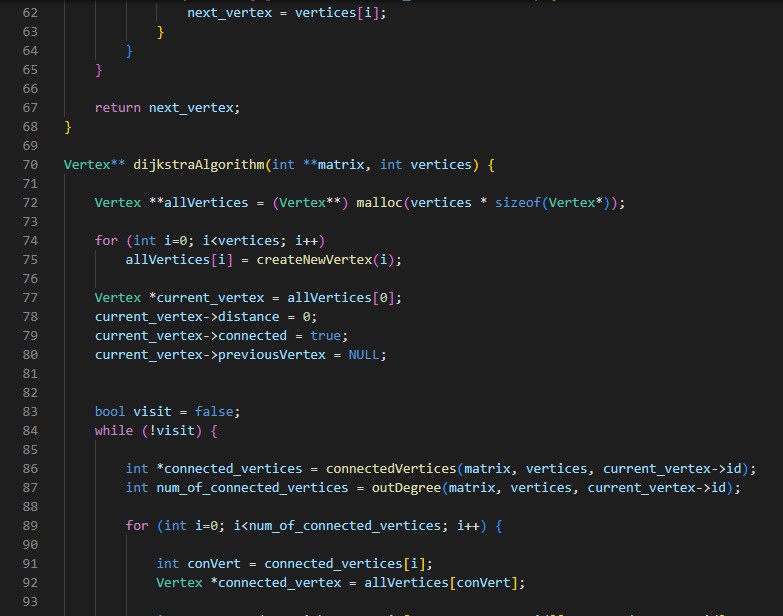 62 next_vertex = vertices[i];
63 }
64 }
65 }
66
67 return next_vertex;
68 }
69
70 Vertex** dijkstraAlgorithm(int **matrix, int vertices) {
71
72 Vertex **allVertices = (Vertex**) malloc(vertices * sizeof(Vertex*));
73
74 for (int i=0; i<vertices; i++)
75 allVertices[i] = createNewVertex(i);
76
77 Vertex *current_vertex = allVertices[0];
78 current_vertex->distance = 0;
79 current_vertex->connected = true;
80 current_vertex->previousVertex = NULL;
81
82
83 bool visit = false;
84 while (!visit) {
85
86 int *connected_vertices = connectedVertices(matrix, vertices, current_vertex->id);
87 int num_of_connected_vertices = outDegree(matrix, vertices, current_vertex->id);
88
89 for (int i=0; i<num_of_connected_vertices; i++) {
90
91 int conVert = connected_vertices[i];
92 Vertex *connected_vertex = allVertices[conVert];
93